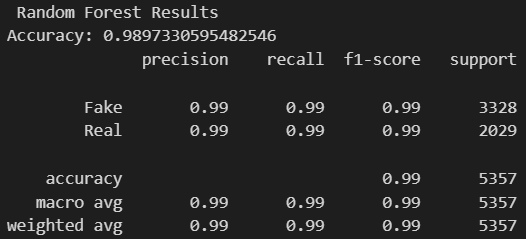 Random Forest Results
Accuracy: 0.9897330595482546
precision recall f1-score support
Fake 0.99 0.99 0.99 3328
Real 0.99 0.99 0.99 2029
accuracy 0.99 5357
macro avg 0.99 0.99 0.99 5357
weighted avg 0.99 0.99 0.99 5357